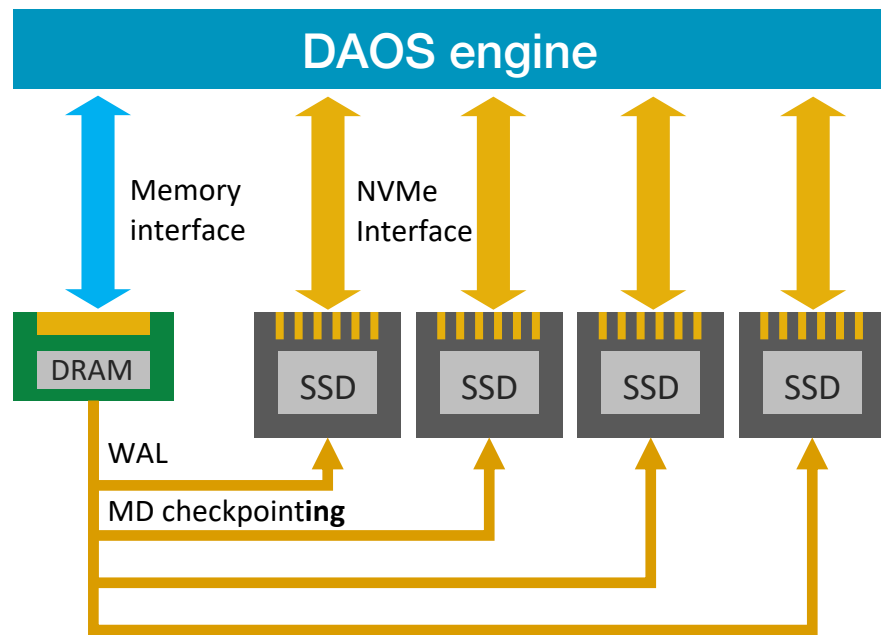 DAOS engine
Memory
interface
NVMe
Interface
DRAM
SSD
SSD
SSD
SSD
WAL
MD checkpointing